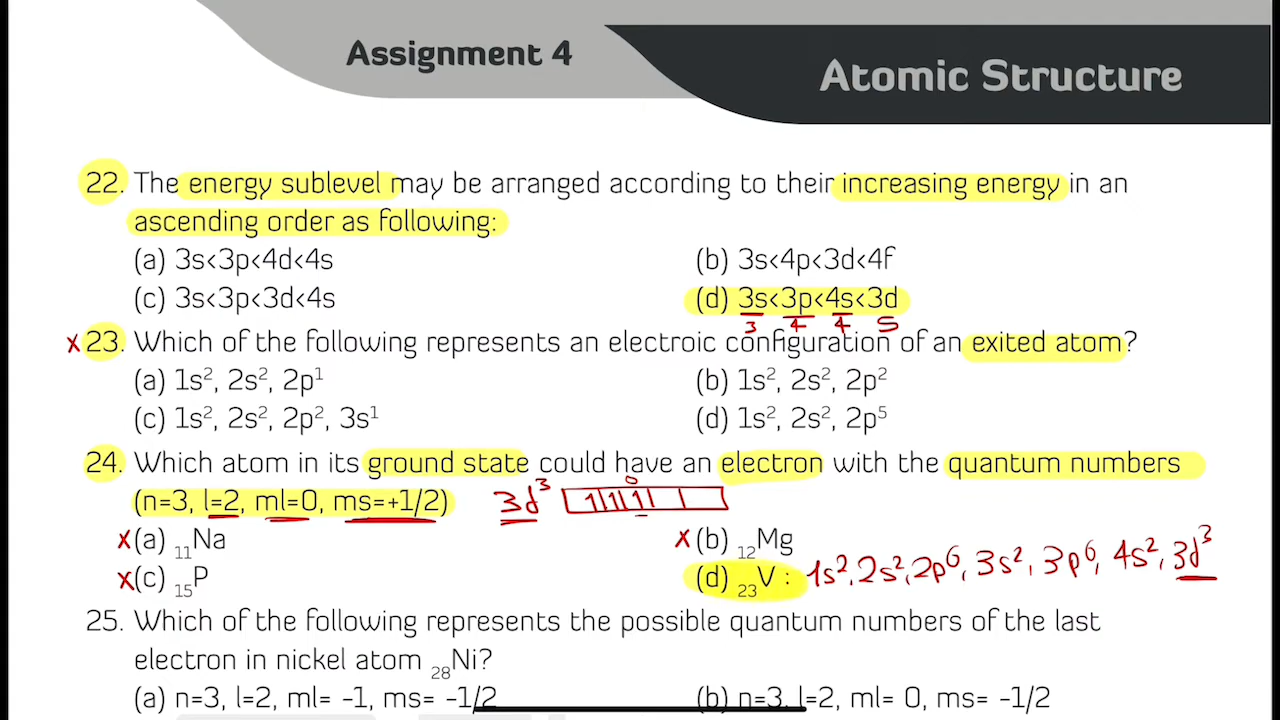 Assignment 4
Atomic Structure
22. The energy sublevel may be arranged according to their increasing energy in an
ascending order as following:
(a) 3s<3p<4d<4s (b) 3s<4p<3d<4f
(c) 3s<3p<3d<4s (d) 3s<3p<4s<3d
3 4 4 5
x 23. Which of the following represents an electroic configuration of an exited atom?
(a) 1s², 2s², 2p¹ (b) 1s², 2s², 2p²
(c) 1s², 2s², 2p², 3s¹ (d) 1s², 2s², 2p⁵
24. Which atom in its ground state could have an electron with the quantum numbers
(n=3, l=2, ml=0, ms=+1/2) 3d³ 0 1 1 1
x (a) ₁₁Na x (b) ₁₂Mg
x (c) ₁₅P (d) ₂₃V : 1s², 2s², 2p⁶, 3s², 3p⁶, 4s², 3d³
25. Which of the following represents the possible quantum numbers of the last
electron in nickel atom ₂₈Ni?
(a) n=3, l=2, ml= -1, ms= -1/2 (b) n=3, l=2, ml= 0, ms= -1/2